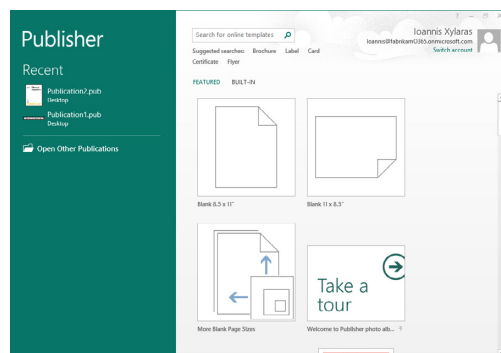 Publisher
Recent
Publication2.pub
Desktop
Publication1.pub
Desktop
Open Other Publications
Search for online templates
Ioannis Xylaras
Ioannis@fabrikamO365.onmicrosoft.com
Switch account
Suggested searches: Brochure Label Card
Certificate Flyer
FEATURED BUILT-IN
Blank 8.5 x 11"
Blank 11 x 8.5"
Take a
tour
More Blank Page Sizes
Welcome to Publisher photo alb...